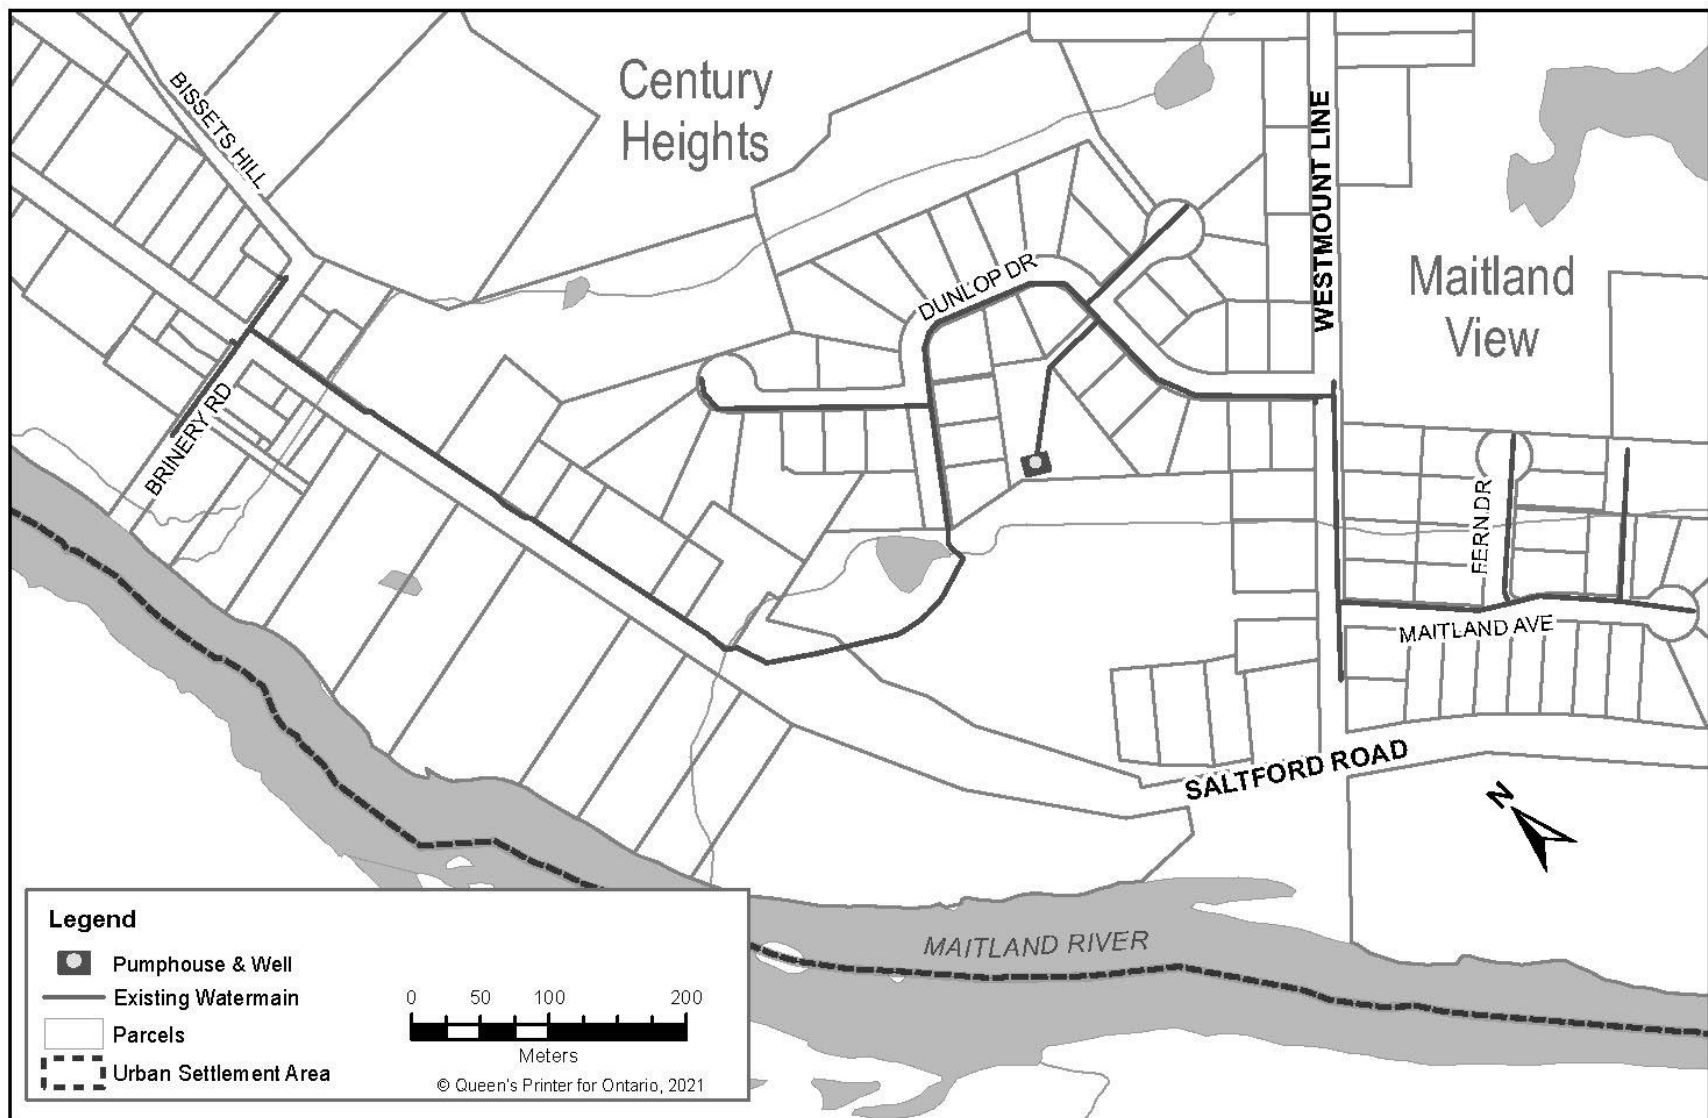 Century
Heights
BISSETS HILL
WESTMOUNT LINE
DUNLOP DR
Maitland
View
BRINERY RD
FERN DR
MAITLAND AVE
SALTFORD ROAD
N
MAITLAND RIVER
Legend
Pumphouse & Well
Existing Watermain
Parcels
Urban Settlement Area
0 50 100 200
Meters
© Queen's Printer for Ontario, 2021